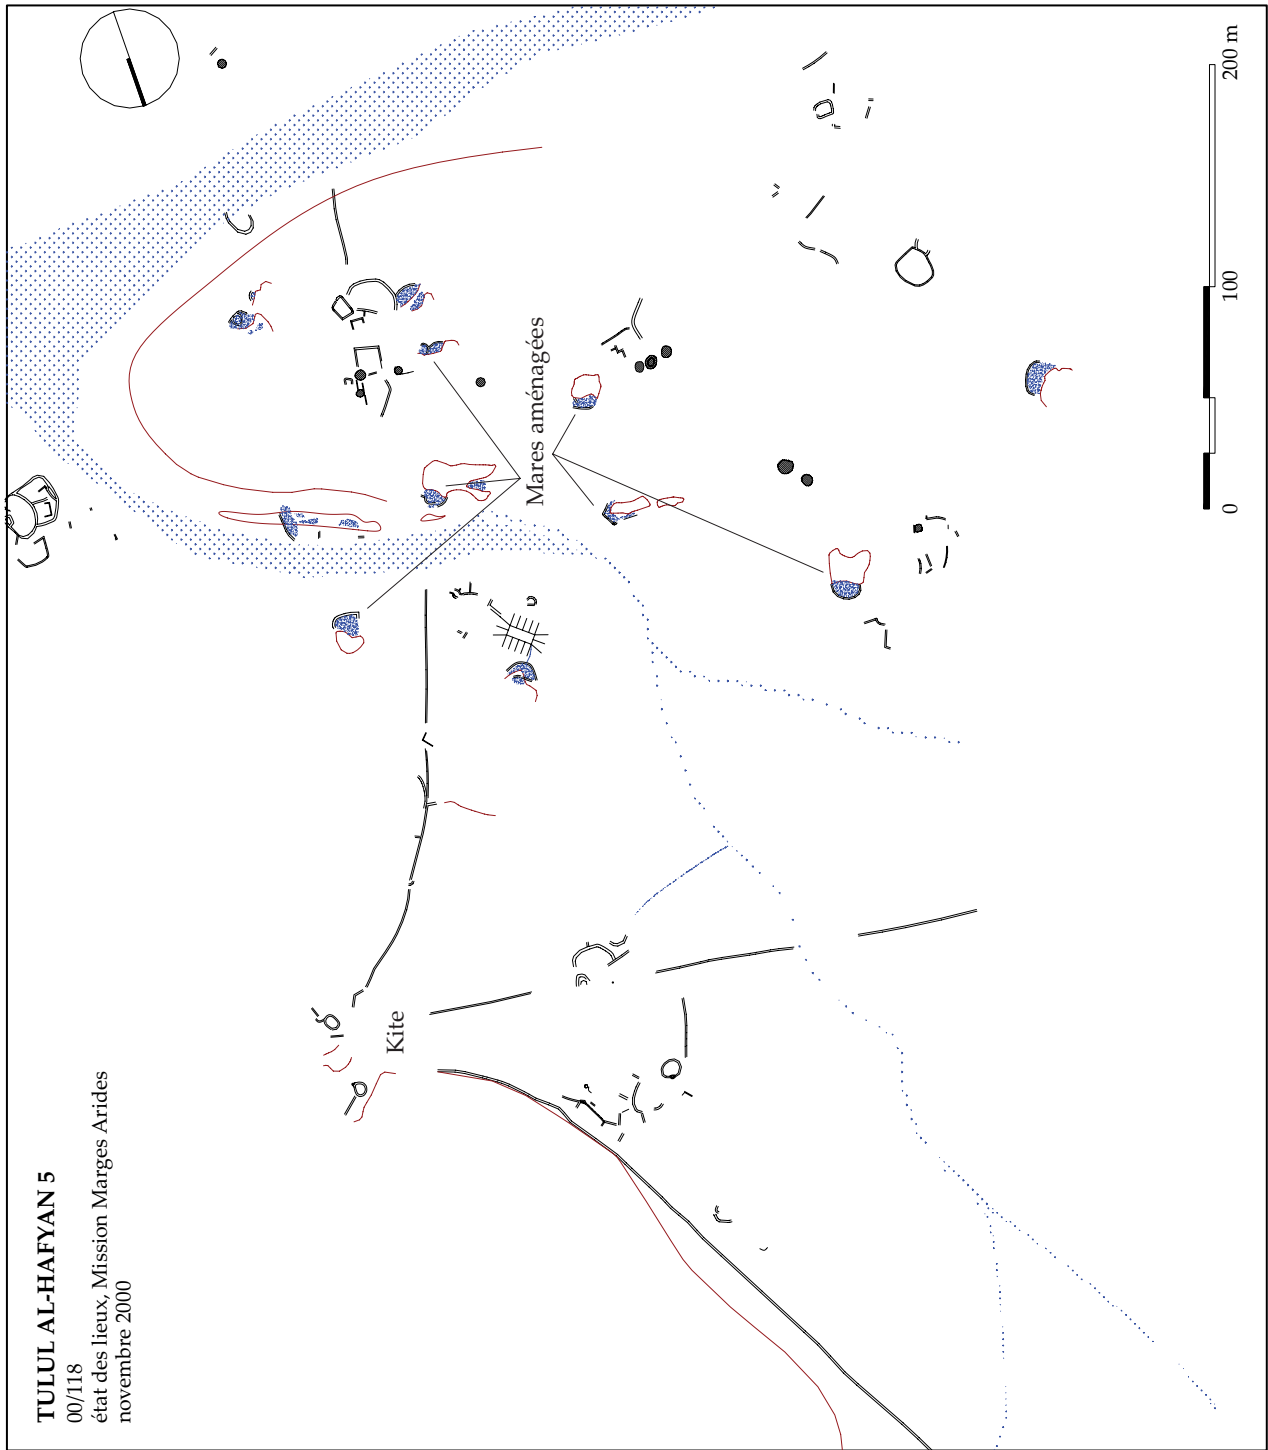 TULUL AL-HAFYAN 5
00/118
état des lieux, Mission Marges Arides
novembre 2000
Kite
Mares aménagées
0
100
200 m